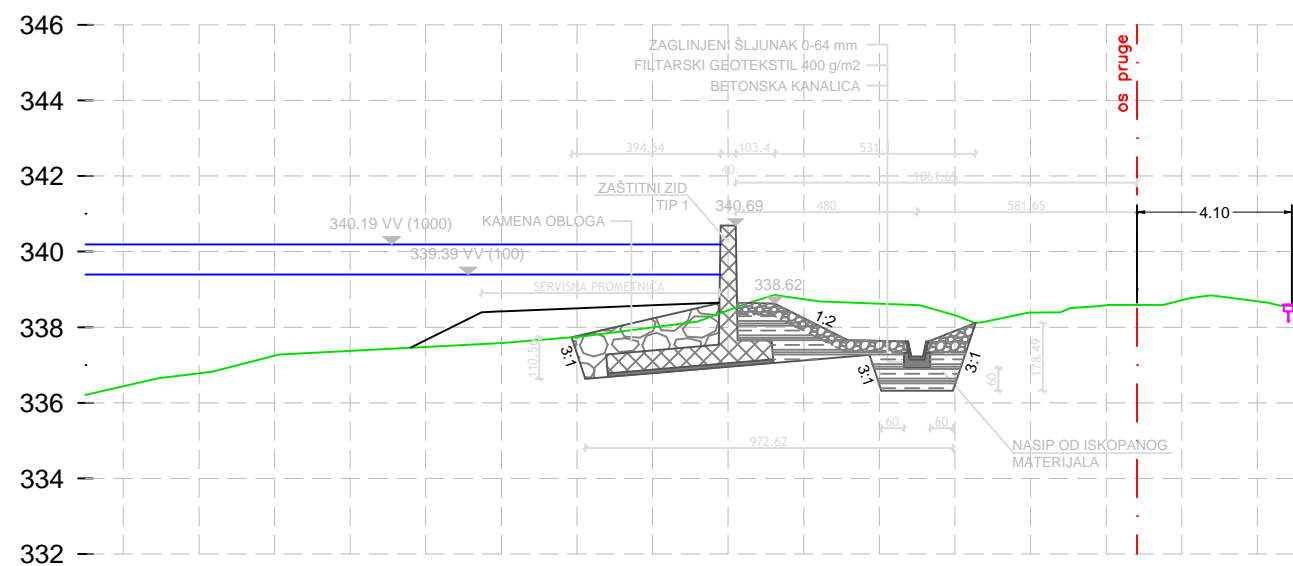 346
344
342
340
338
336
334
332
ZAGLINJENI ŠLJUNAK 0-64 mm
FILTARSKI GEOTEKSTIL 400 g/m2
BETONSKA KANALICA
os pruge
394.64
103.4
531.1
40
1061.65
ZAŠTITNI ZID
TIP 1
340.69
480
581.65
4.10
KAMENA OBLOGA
340.19 VV (1000)
339.39 VV (100)
SERVISNA PROMETNICA
338.62
1:2
3:1
3:1
3:1
178.49
60
60
60
972.62
NASIP OD ISKOPANOG
MATERIJALA